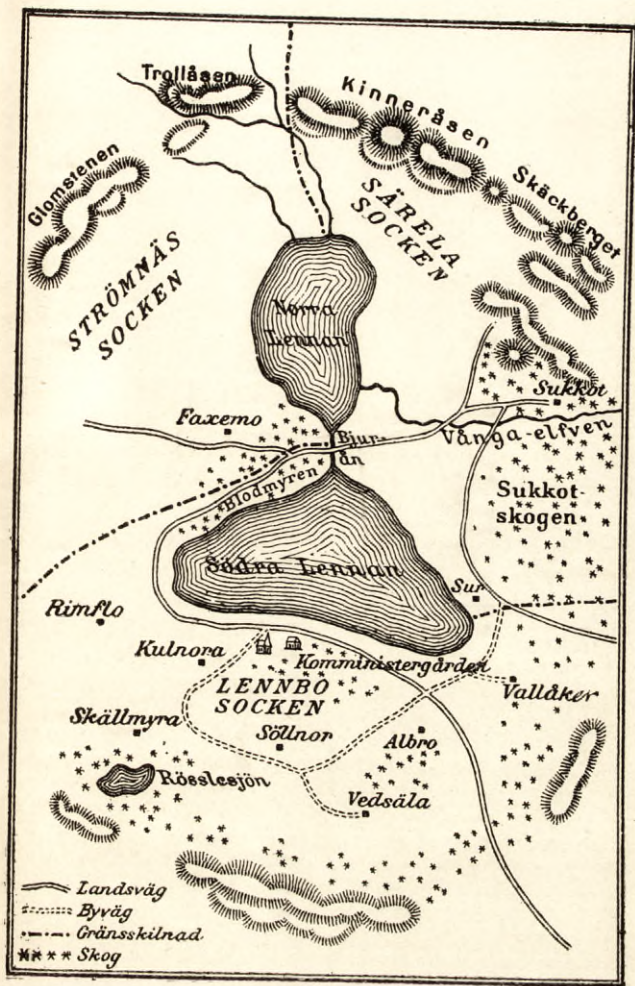 Trollåsen
Kinneråsen
Glomstenen
Skäckberget
SÄRELA
SOCKEN
STRÖMNÄS
SOCKEN
Norra
Lennan
Sukkot
Faxemo
Bjur-
ån
Vånga-elfven
Blodmyren
Sukkot-
skogen
Södra Lennan
Sur
Rimflo
Kulnora
Komministergården
LENNBO
SOCKEN
Vallåker
Skällmyra
Söllnor
Albro
Rösslesjön
Vedsäla
Landsväg
Byväg
Gränsskilnad.
Skog